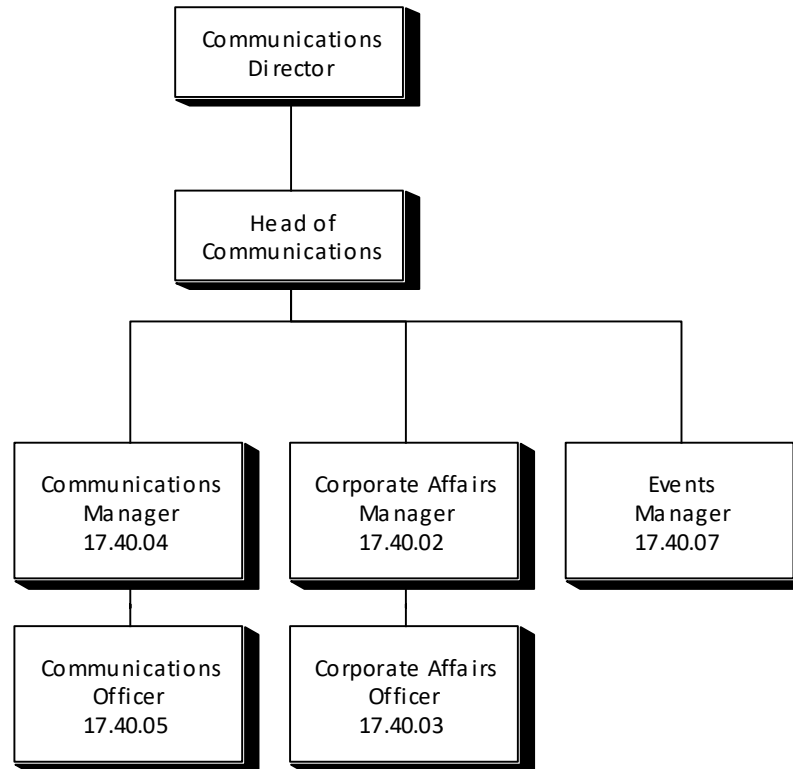 Communications
Director
Head of
Communications
Communications
Manager
17.40.04
Corporate Affairs
Manager
17.40.02
Events
Manager
17.40.07
Communications
Officer
17.40.05
Corporate Affairs
Officer
17.40.03